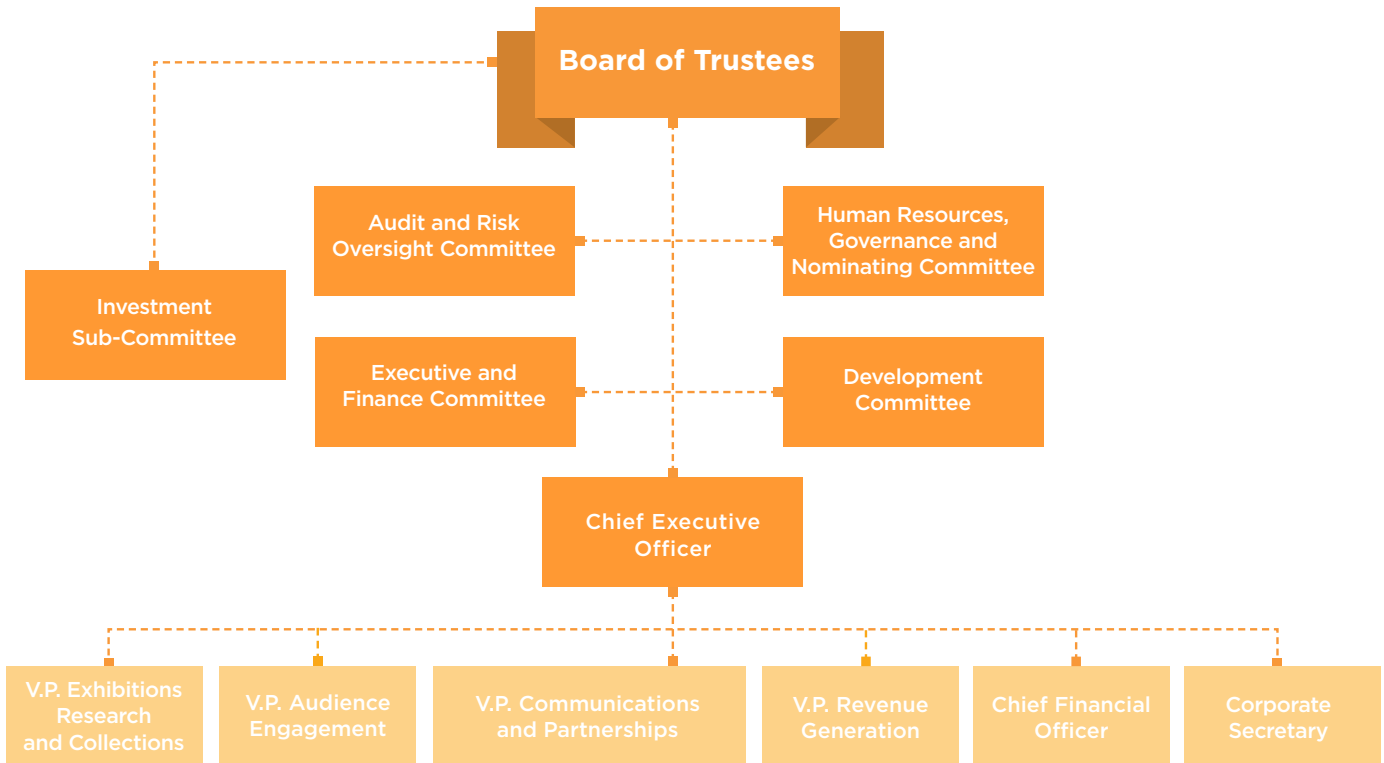 Board of Trustees
Audit and Risk
Oversight Committee
Human Resources,
Governance and
Nominating Committee
Investment
Sub-Committee
Executive and
Finance Committee
Development
Committee
Chief Executive
Officer
V.P. Exhibitions
Research
and Collections
V.P. Audience
Engagement
V.P. Communications
and Partnerships
V.P. Revenue
Generation
Chief Financial
Officer
Corporate
Secretary